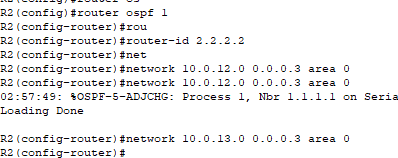 R2(config)#router os
R2(config)#router ospf 1
R2(config-router)#rou
R2(config-router)#router-id 2.2.2.2
R2(config-router)#net
R2(config-router)#network 10.0.12.0 0.0.0.3 area 0
R2(config-router)#network 10.0.12.0 0.0.0.3 area 0
02:57:49: %OSPF-5-ADJCHG: Process 1, Nbr 1.1.1.1 on Seria
Loading Done
R2(config-router)#network 10.0.13.0 0.0.0.3 area 0
R2(config-router)#